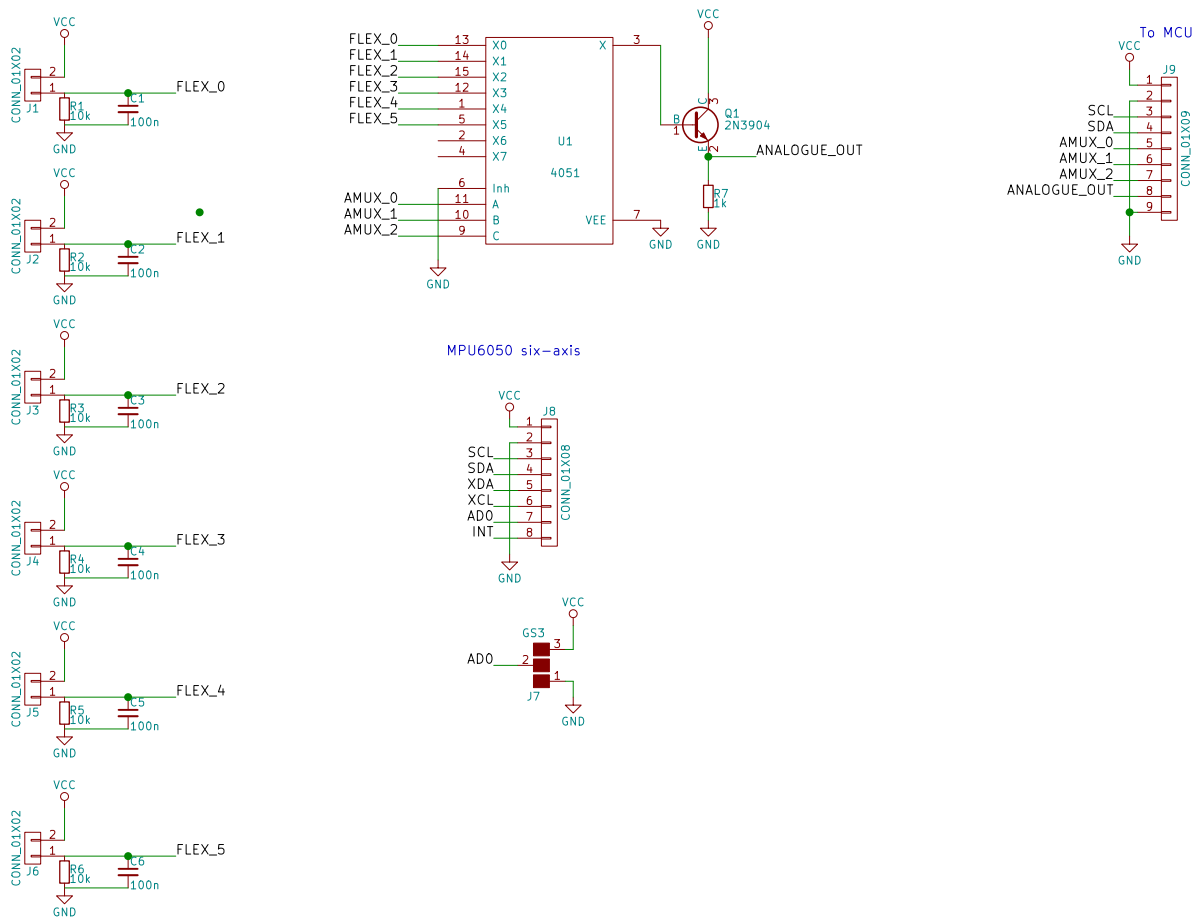 VCC
CONN_01X02
2
1
J1
R1
10k
C1
100n
FLEX_0
GND
VCC
CONN_01X02
2
1
J2
R2
10k
C2
100n
FLEX_1
GND
VCC
CONN_01X02
2
1
J3
R3
10k
C3
100n
FLEX_2
GND
VCC
CONN_01X02
2
1
J4
R4
10k
C4
100n
FLEX_3
GND
VCC
CONN_01X02
2
1
J5
R5
10k
C5
100n
FLEX_4
GND
VCC
CONN_01X02
2
1
J6
R6
10k
C6
100n
FLEX_5
GND
FLEX_0 13 X0
FLEX_1 14 X1
FLEX_2 15 X2
FLEX_3 12 X3
FLEX_4 1 X4
FLEX_5 5 X5
2 X6
4 X7
6 Inh
AMUX_0 11 A
AMUX_1 10 B
AMUX_2 9 C
U1
4051
X 3
VEE 7
GND
GND
VCC
C
3
B
1
Q1
2N3904
E
2
ANALOGUE_OUT
R7
1k
GND
MPU6050 six-axis
VCC
J8
CONN_01X08
1
2
SCL 3
SDA 4
XDA 5
XCL 6
AD0 7
INT 8
GND
VCC
GS3
3
AD0 2
1
J7
GND
To MCU
VCC
J9
CONN_01X09
1
2
SCL 3
SDA 4
AMUX_0 5
AMUX_1 6
AMUX_2 7
ANALOGUE_OUT 8
9
GND